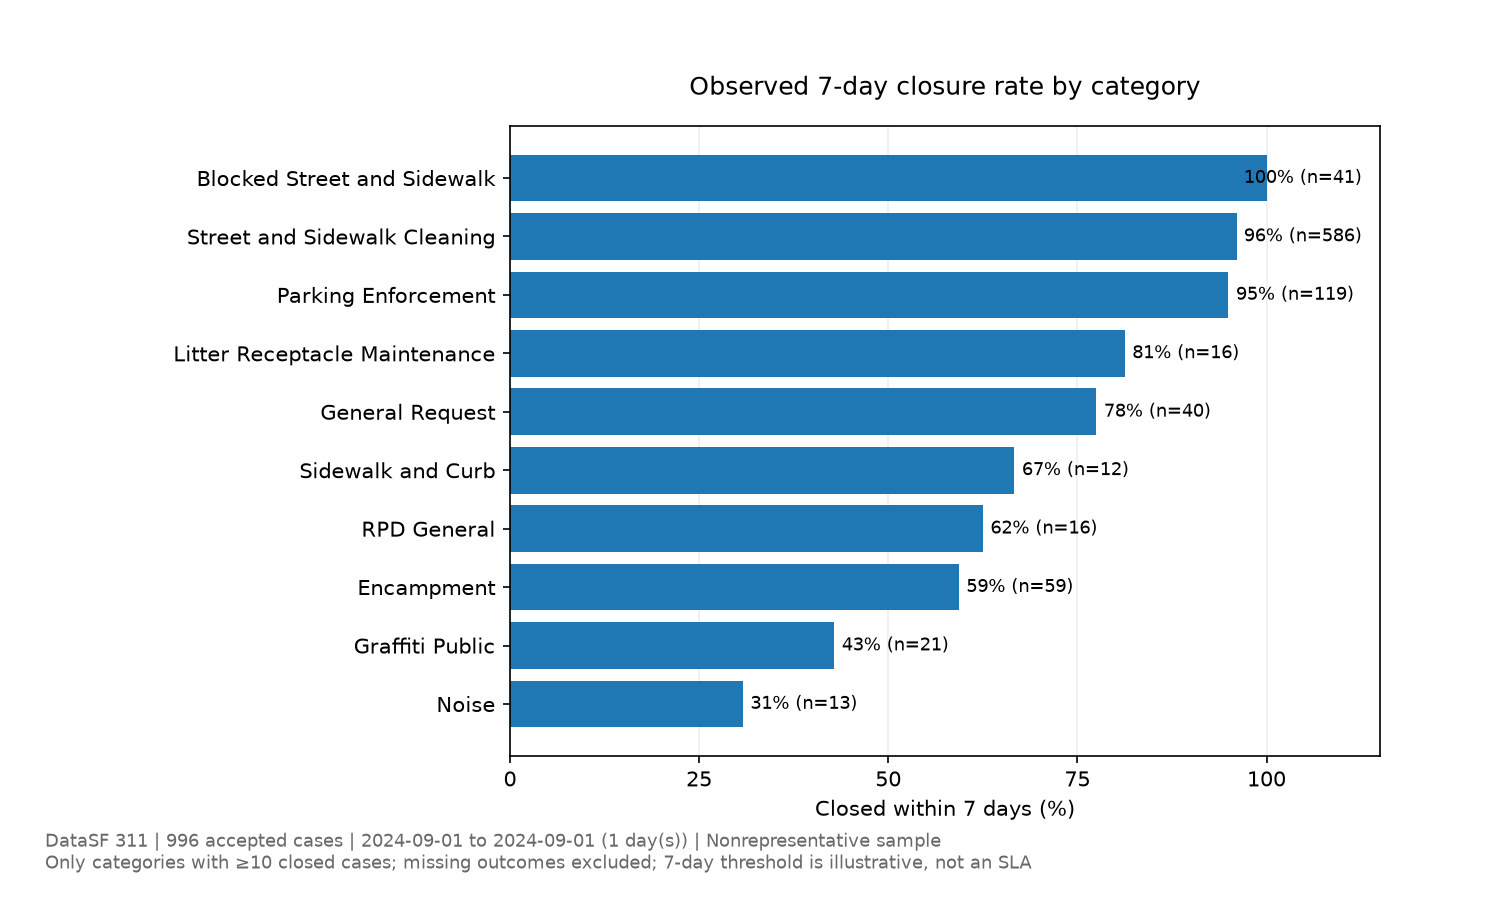 Observed 7-day closure rate by category
Blocked Street and Sidewalk 100% (n=41)
Street and Sidewalk Cleaning 96% (n=586)
Parking Enforcement 95% (n=119)
Litter Receptacle Maintenance 81% (n=16)
General Request 78% (n=40)
Sidewalk and Curb 67% (n=12)
RPD General 62% (n=16)
Encampment 59% (n=59)
Graffiti Public 43% (n=21)
Noise 31% (n=13)
0 25 50 75 100
Closed within 7 days (%)
DataSF 311 | 996 accepted cases | 2024-09-01 to 2024-09-01 (1 day(s)) | Nonrepresentative sample
Only categories with ≥10 closed cases; missing outcomes excluded; 7-day threshold is illustrative, not an SLA